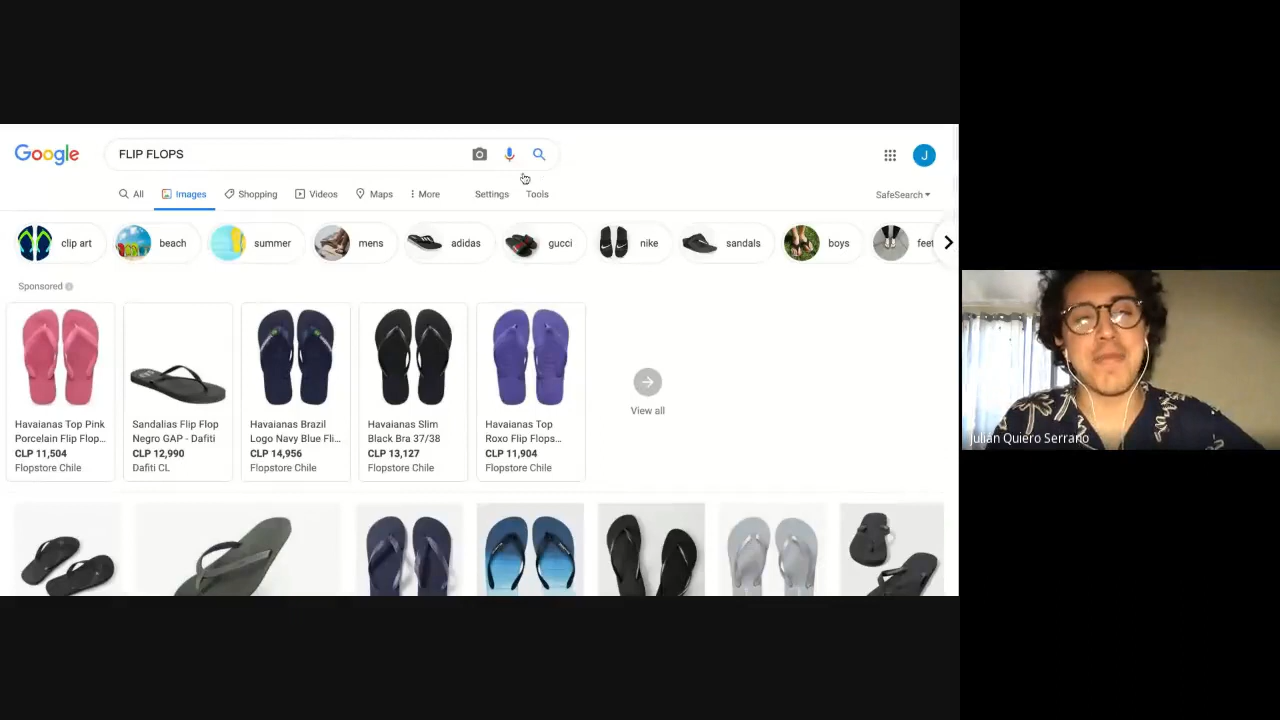 Google
FLIP FLOPS
J
All
Images
Shopping
Videos
Maps
More
Settings
Tools
SafeSearch
clip art
beach
summer
mens
adidas
gucci
nike
sandals
boys
feet
Sponsored
Havaianas Top Pink
Porcelain Flip Flop...
CLP 11,504
Flopstore Chile
Sandalias Flip Flop
Negro GAP - Dafiti
CLP 12,990
Dafiti CL
Havaianas Brazil
Logo Navy Blue Fli...
CLP 14,956
Flopstore Chile
Havaianas Slim
Black Bra 37/38
CLP 13,127
Flopstore Chile
Havaianas Top
Roxo Flip Flops...
CLP 11,904
Flopstore Chile
View all
Julian Quiero Serrano